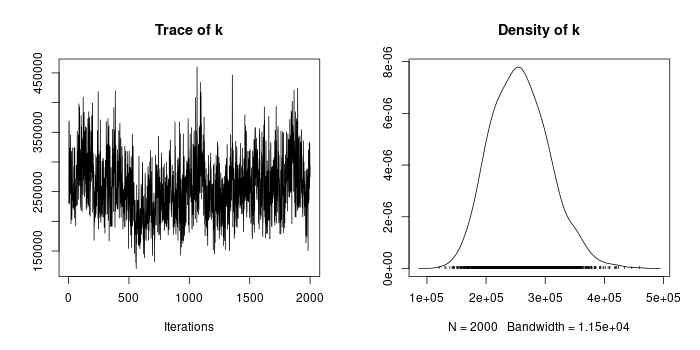 Trace of k
450000
350000
250000
150000
0
500
1000
1500
2000
Iterations
Density of k
8e-06
6e-06
4e-06
2e-06
0e+00
1e+05
2e+05
3e+05
4e+05
5e+05
N = 2000 Bandwidth = 1.15e+04